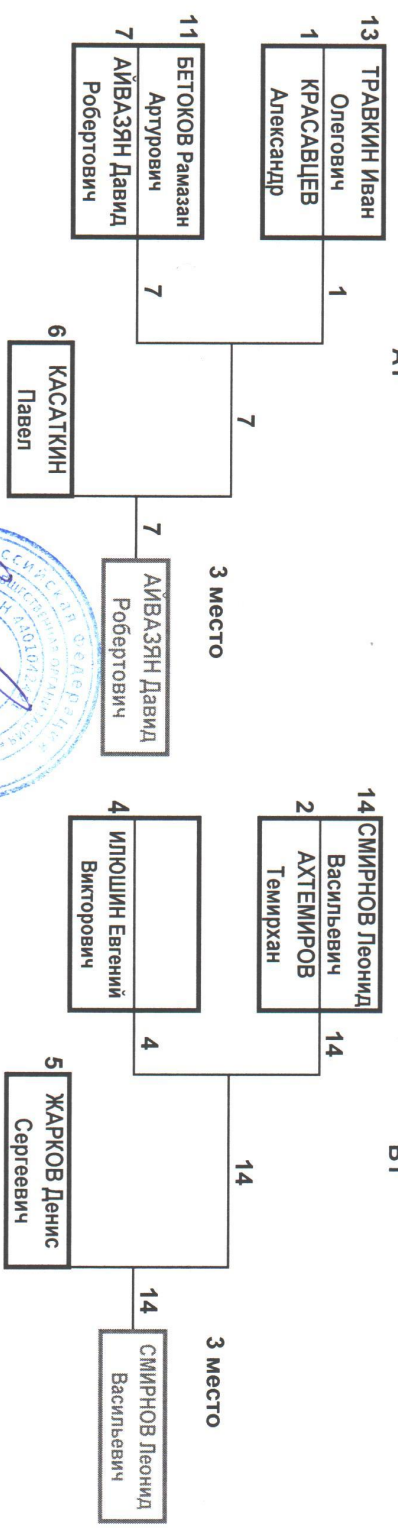 А1
13 ТРАВКИН Иван
Олегович
1 КРАСАВЦЕВ
Александр
1
11 БЕТОКОВ Рамазан
Артурович
7 АЙВАЗЯН Давид
Робертович
7
7
6 КАСАТКИН
Павел
7
3 место
АЙВАЗЯН Давид
Робертович
В1
14 СМИРНОВ Леонид
Васильевич
2 АХТЕМИРОВ
Темирхан
14
4 ИЛЮШИН Евгений
Викторович
4
14
5 ЖАРКОВ Денис
Сергеевич
14
3 место
СМИРНОВ Леонид
Васильевич